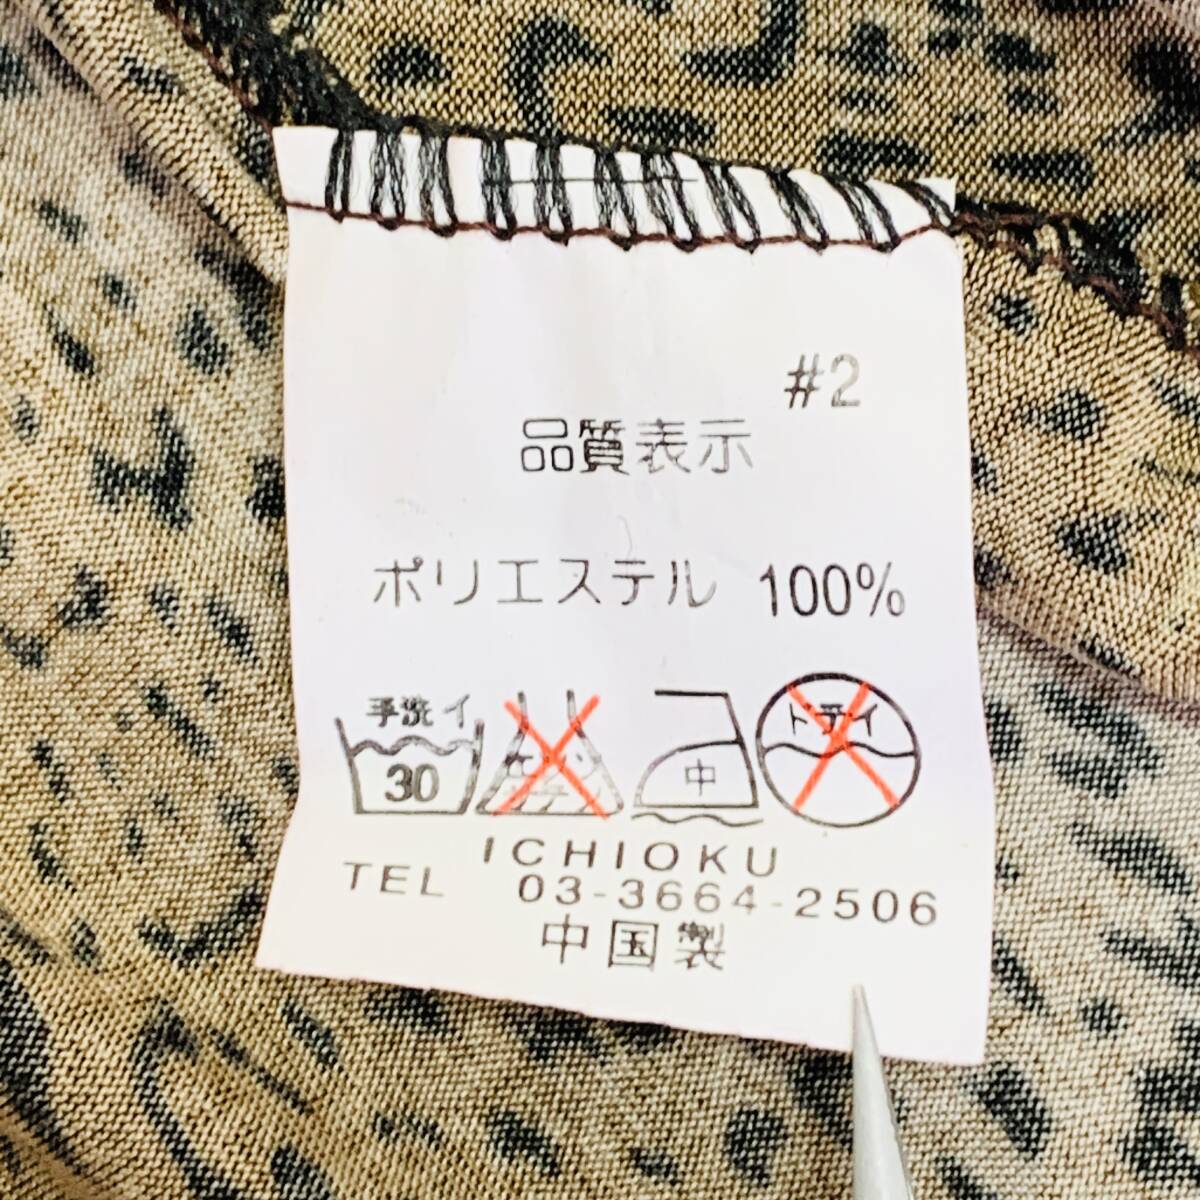 #2
品質表示
ポリエステル 100%
手洗イ
30
中
ドライ
ICHIOKU
TEL 03-3664-2506
中国製